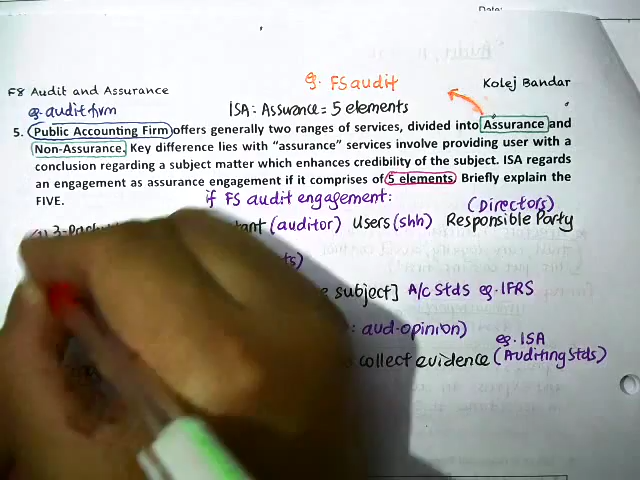 Date:
F8 Audit and Assurance
eg. FS audit
Kolej Bandar
eg. audit firm
ISA: Assurance = 5 elements
5. Public Accounting Firm offers generally two ranges of services, divided into Assurance and
Non-Assurance. Key difference lies with “assurance” services involve providing user with a
conclusion regarding a subject matter which enhances credibility of the subject. ISA regards
an engagement as assurance engagement if it comprises of 5 elements. Briefly explain the
FIVE.
if FS audit engagement:
(Directors)
(auditor) Users (shh) Responsible Party
subject] A/C Stds eg. IFRS
: aud-opinion)
eg. ISA
collect evidence (Auditing Stds)